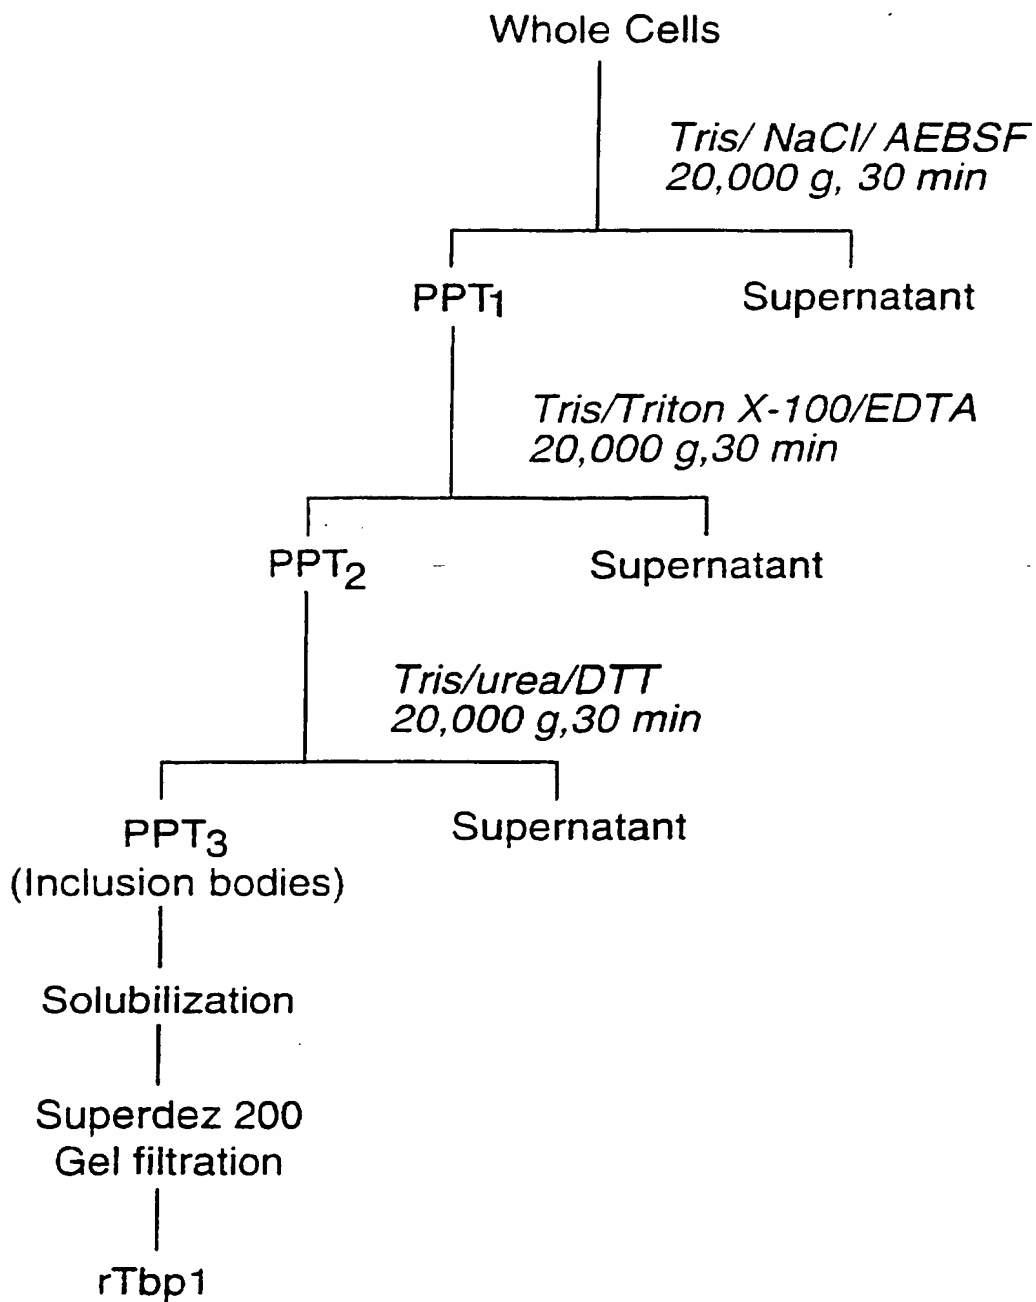 Whole Cells
Tris/ NaCl/ AEBSF
20,000 g, 30 min
PPT1
Supernatant
Tris/Triton X-100/EDTA
20,000 g,30 min
PPT2
Supernatant
Tris/urea/DTT
20,000 g,30 min
PPT3
Supernatant
(Inclusion bodies)
Solubilization
Superdez 200
Gel filtration
rTbp1